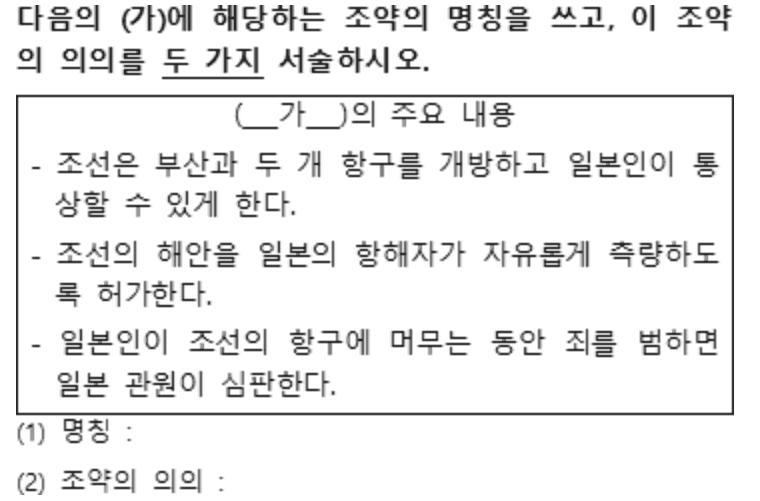 다음의 (가)에 해당하는 조약의 명칭을 쓰고, 이 조약
의 의의를 두 가지 서술하시오.
(__가__)의 주요 내용
- 조선은 부산과 두 개 항구를 개방하고 일본인이 통
상할 수 있게 한다.
- 조선의 해안을 일본의 항해자가 자유롭게 측량하도
록 허가한다.
- 일본인이 조선의 항구에 머무는 동안 죄를 범하면
일본 관원이 심판한다.
(1) 명칭 :
(2) 조약의 의의 :